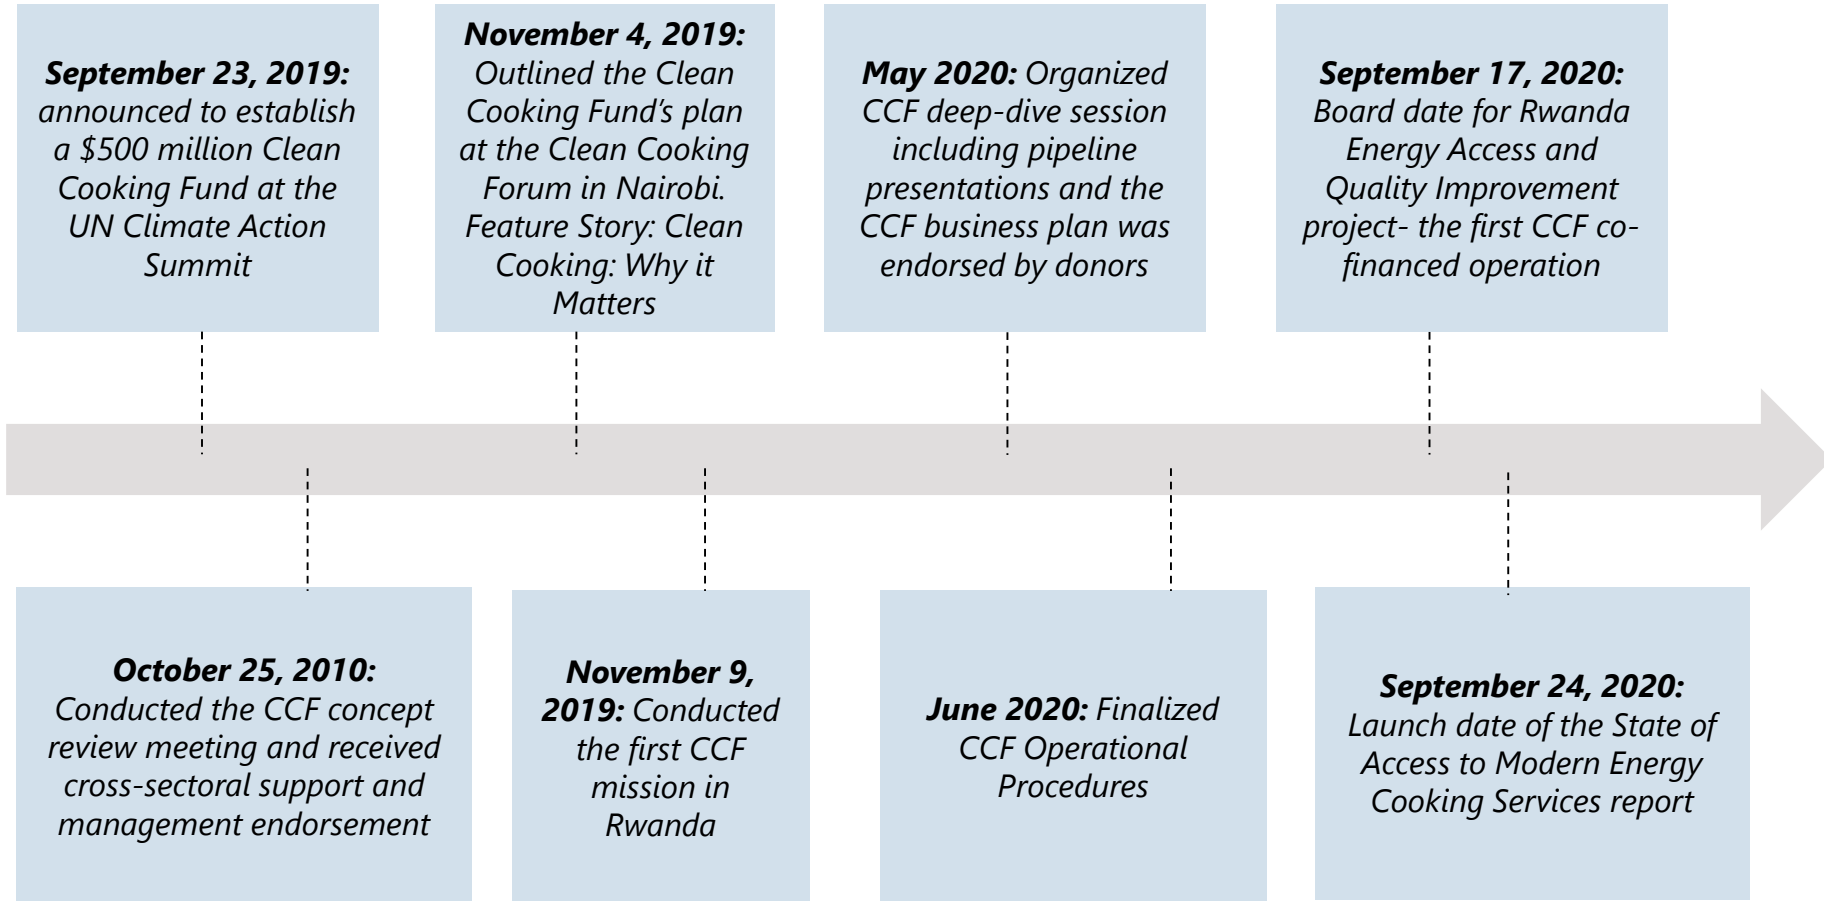 September 23, 2019:
announced to establish
a $500 million Clean
Cooking Fund at the
UN Climate Action
Summit
November 4, 2019:
Outlined the Clean
Cooking Fund's plan
at the Clean Cooking
Forum in Nairobi.
Feature Story: Clean
Cooking: Why it
Matters
May 2020: Organized
CCF deep-dive session
including pipeline
presentations and the
CCF business plan was
endorsed by donors
September 17, 2020:
Board date for Rwanda
Energy Access and
Quality Improvement
project- the first CCF co-
financed operation
October 25, 2010:
Conducted the CCF concept
review meeting and received
cross-sectoral support and
management endorsement
November 9,
2019: Conducted
the first CCF
mission in
Rwanda
June 2020: Finalized
CCF Operational
Procedures
September 24, 2020:
Launch date of the State of
Access to Modern Energy
Cooking Services report